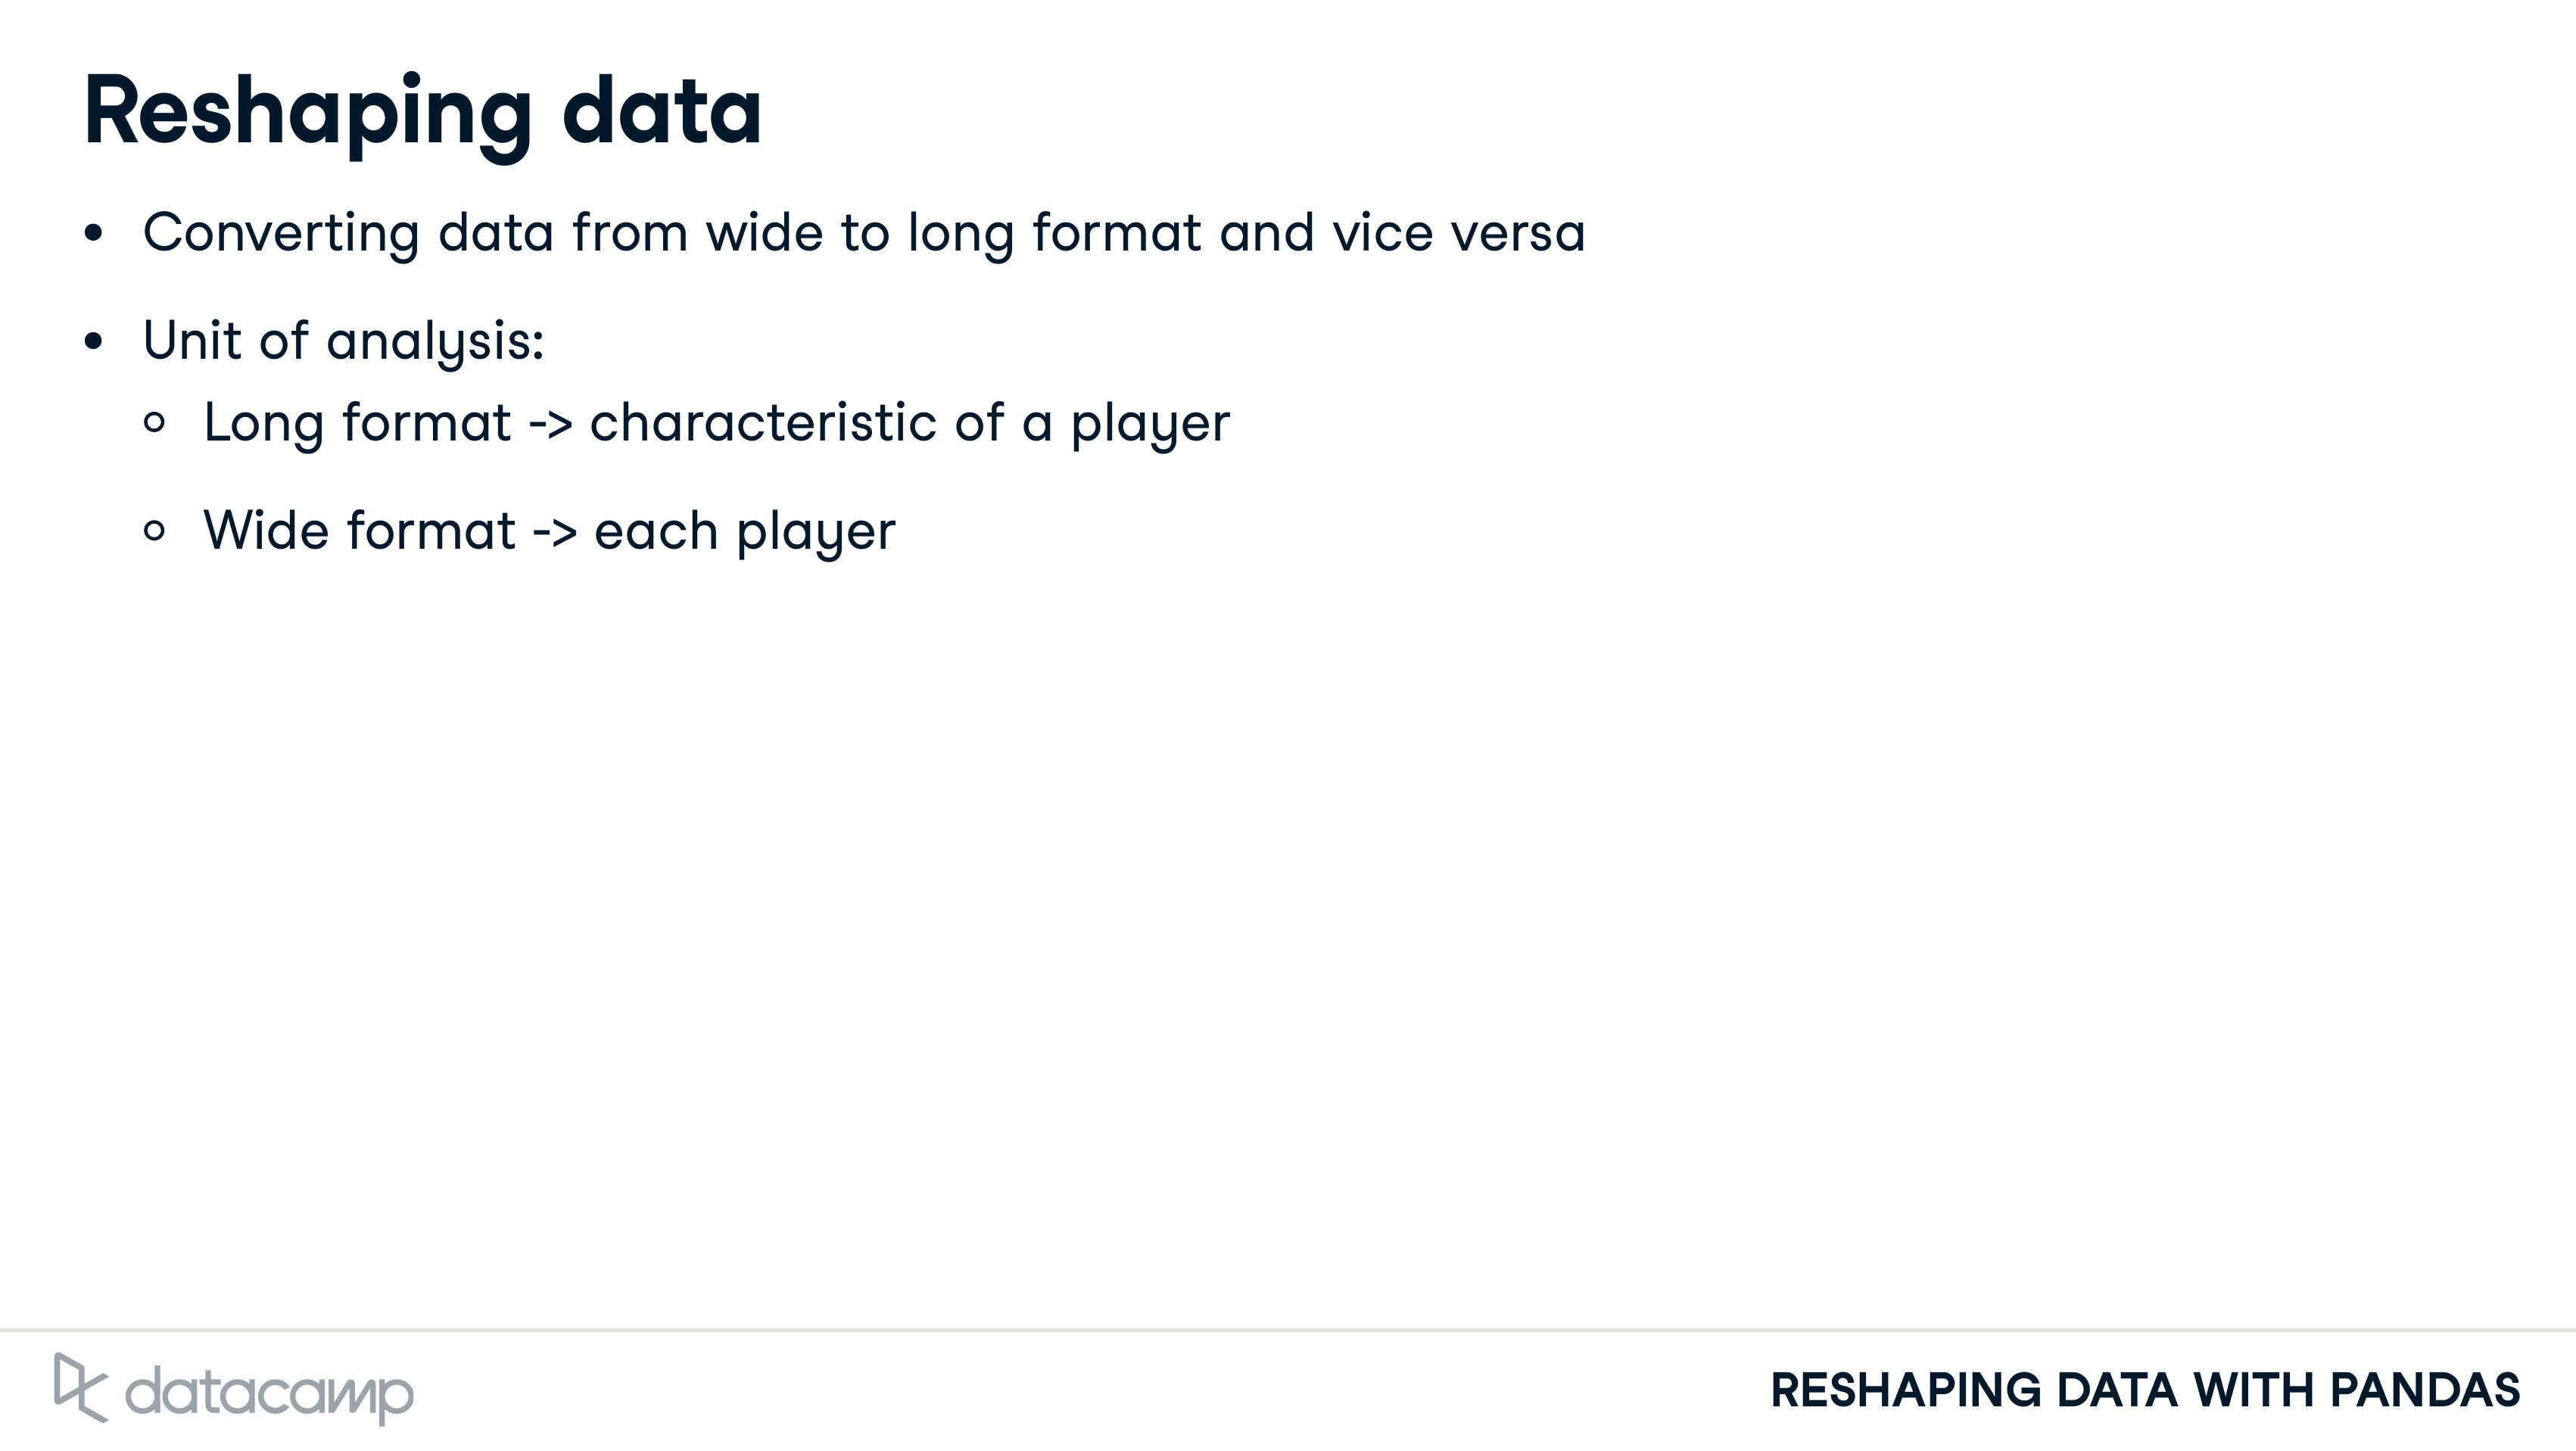 Reshaping data
• Converting data from wide to long format and vice versa
• Unit of analysis:
○ Long format -> characteristic of a player
○ Wide format -> each player
datacamp
RESHAPING DATA WITH PANDAS